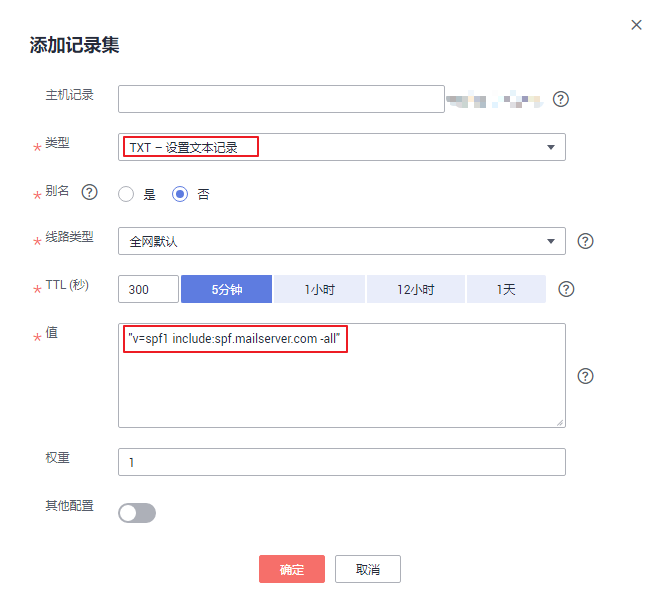 添加记录集
主机记录
类型
TXT – 设置文本记录
别名
是
否
线路类型
全网默认
TTL (秒)
300
5分钟
1小时
12小时
1天
值
"v=spf1 include:spf.mailserver.com -all"
权重
1
其他配置
确定
取消